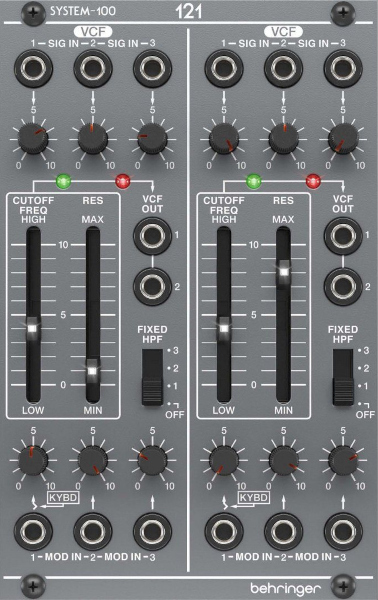 SYSTEM-100 121
VCF VCF
1 SIG IN 2 SIG IN 3 1 SIG IN 2 SIG IN 3
5 5 5 5 5 5
0 10 0 10 0 10 0 10 0 10 0 10
CUTOFF FREQ HIGH RES MAX VCF OUT CUTOFF FREQ HIGH RES MAX VCF OUT
10 1 10 1
5 2 5 2
FIXED HPF FIXED HPF
3 3
2 2
0 1 0 1
LOW MIN OFF LOW MIN OFF
5 5 5 5 5 5
0 10 0 10 0 10 0 10 0 10 0 10
KYBD KYBD
1 MOD IN 2 MOD IN 3 1 MOD IN 2 MOD IN 3
behringer